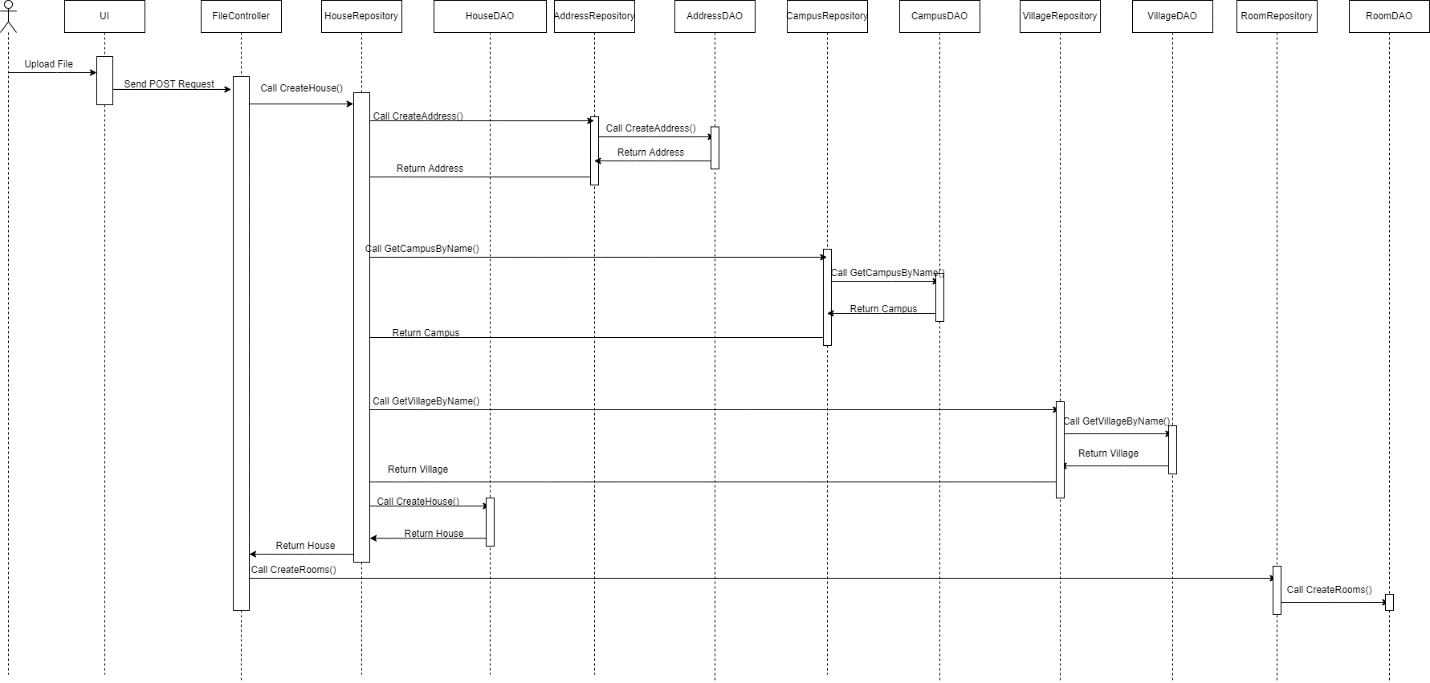 UI
FileController
HouseRepository
HouseDAO
AddressRepository
AddressDAO
CampusRepository
CampusDAO
VillageRepository
VillageDAO
RoomRepository
RoomDAO
Upload File
Send POST Request
Call CreateHouse()
Call CreateAddress()
Call CreateAddress()
Return Address
Return Address
Call GetCampusByName()
Call GetCampusByName()
Return Campus
Return Campus
Call GetVillageByName()
Call GetVillageByName()
Return Village
Return Village
Call CreateHouse()
Return House
Return House
Call CreateRooms()
Call CreateRooms()